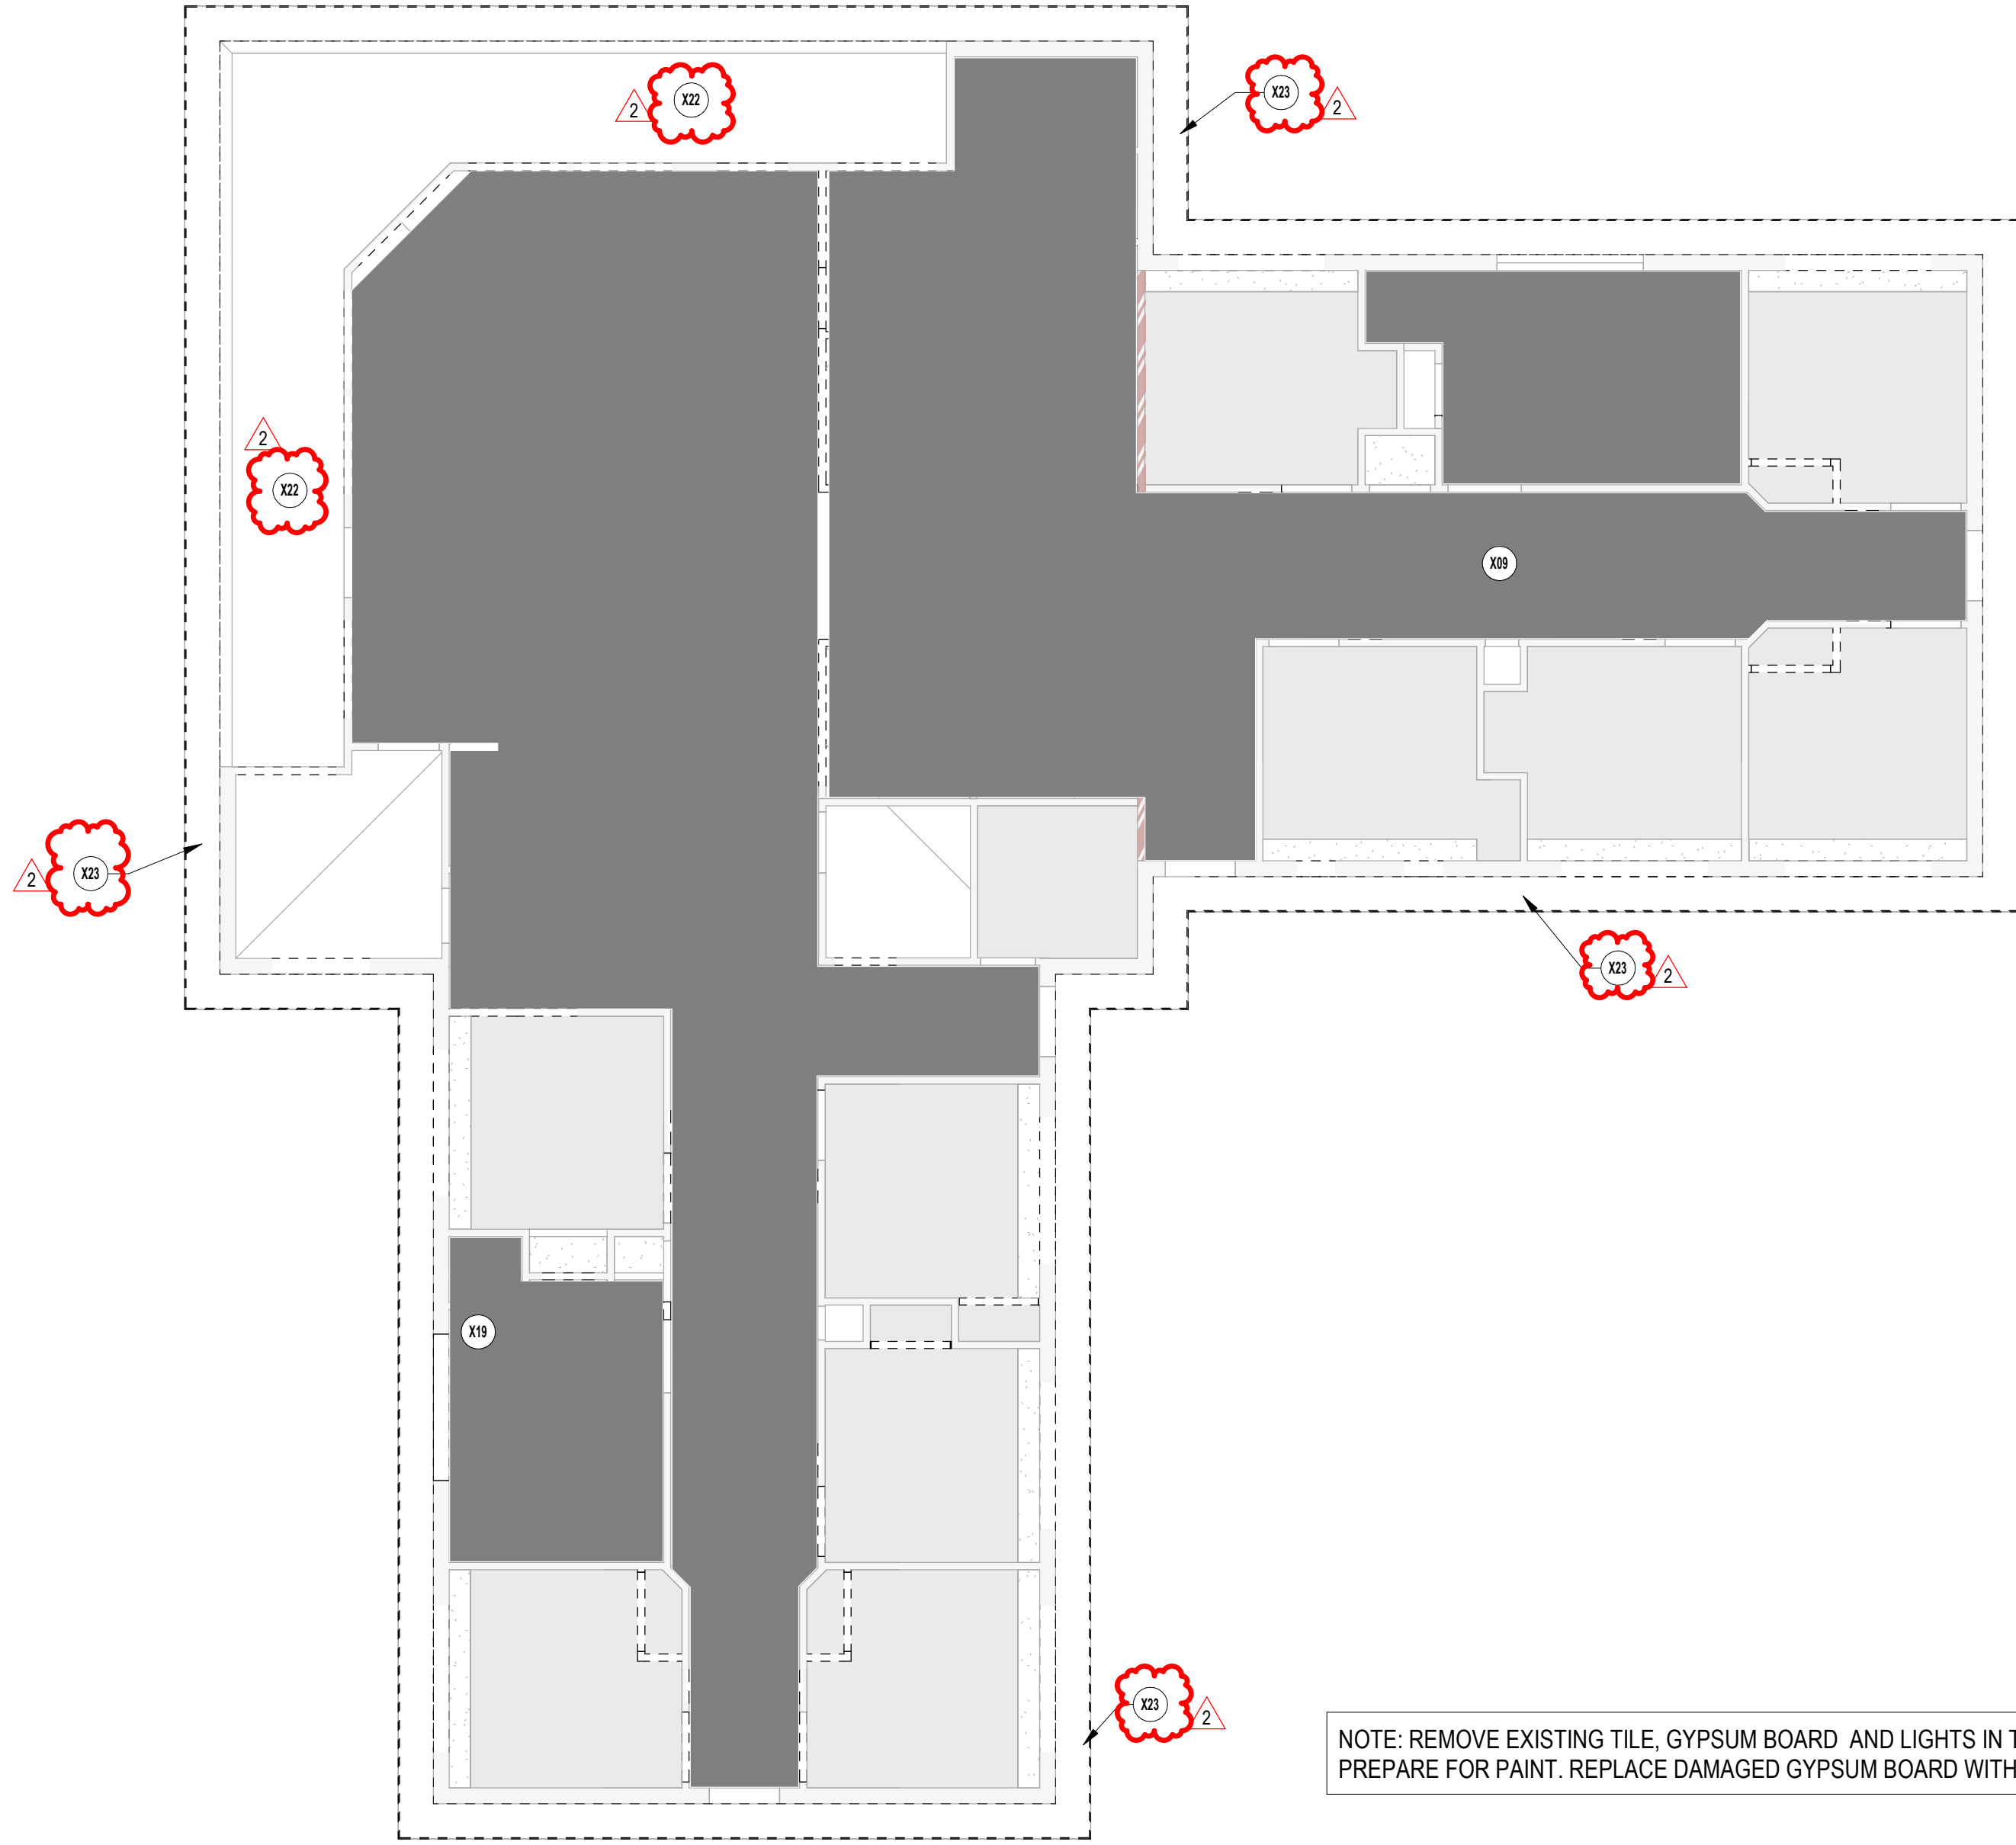 X22
2
X23
2
2
X22
X09
2
X23
X23
2
X19
X23
2
NOTE: REMOVE EXISTING TILE, GYPSUM BOARD AND LIGHTS IN
PREPARE FOR PAINT. REPLACE DAMAGED GYPSUM BOARD WITH